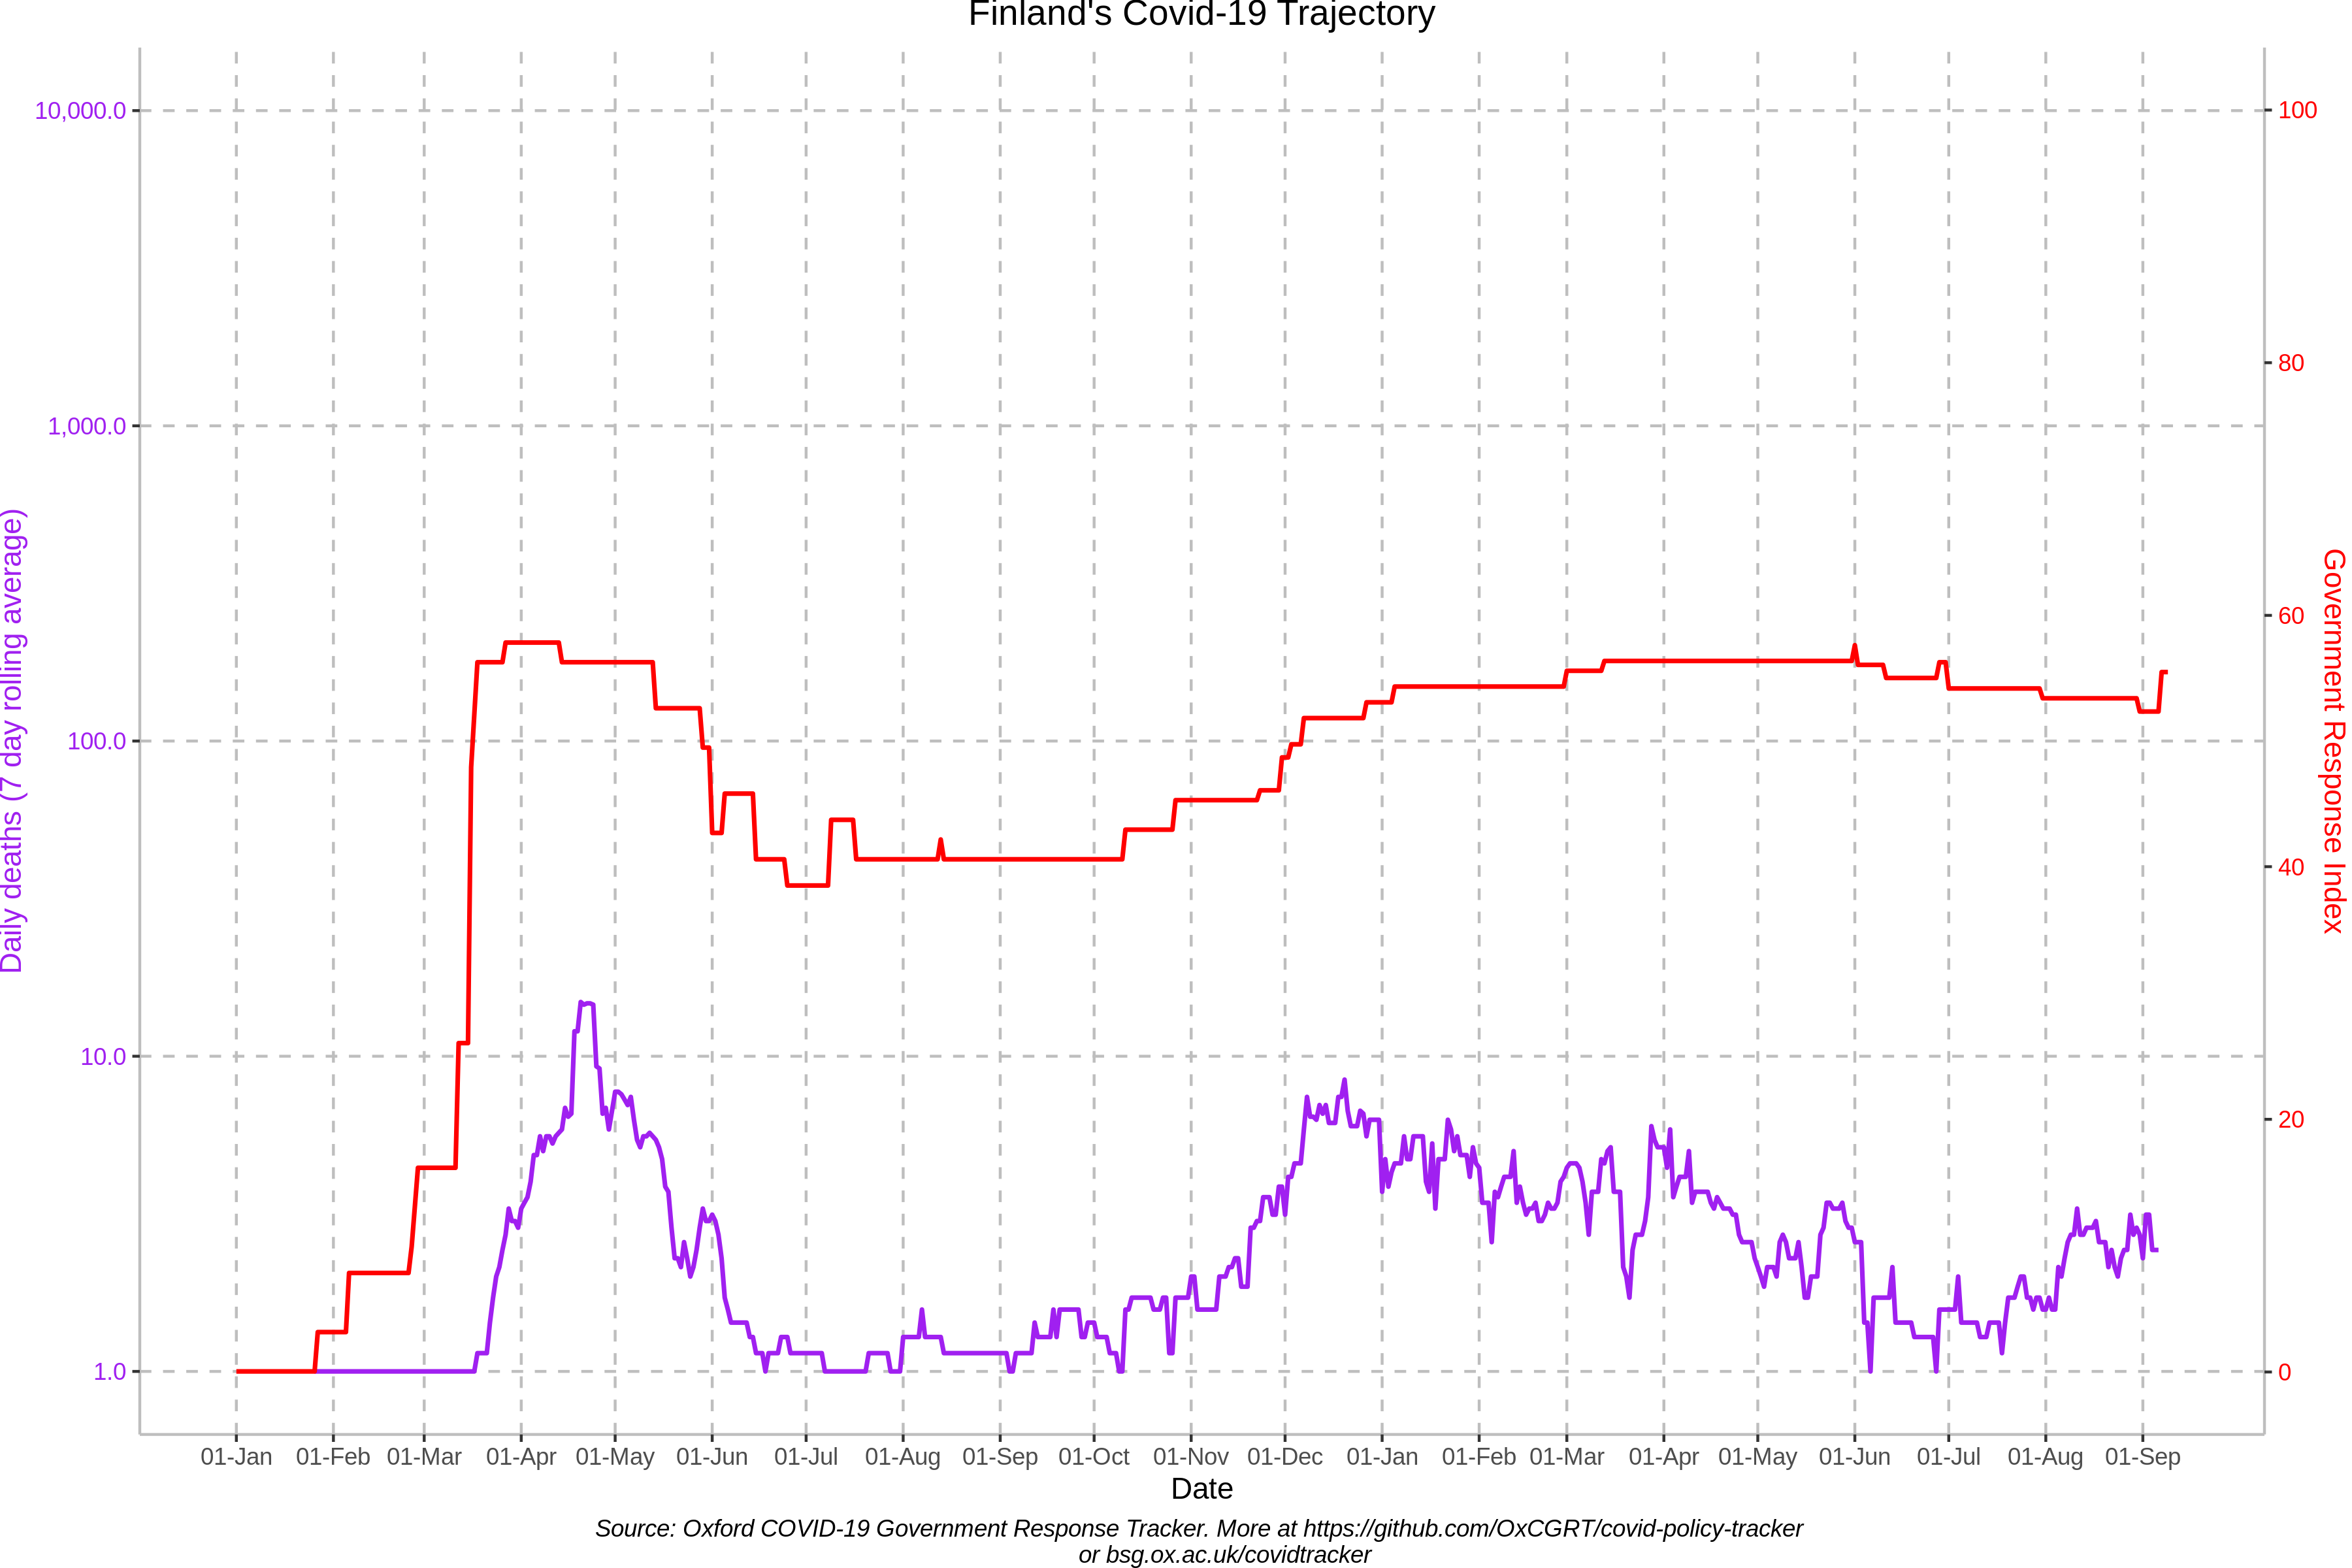 Finland's Covid-19 Trajectory
10,000.0
1,000.0
100.0
10.0
1.0
Daily deaths (7 day rolling average)
100
80
60
40
20
0
Government Response Index
01-Jan 01-Feb 01-Mar 01-Apr 01-May 01-Jun 01-Jul 01-Aug 01-Sep 01-Oct 01-Nov 01-Dec 01-Jan 01-Feb 01-Mar 01-Apr 01-May 01-Jun 01-Jul 01-Aug 01-Sep
Date
Source: Oxford COVID-19 Government Response Tracker. More at https://github.com/OxCGRT/covid-policy-tracker
or bsg.ox.ac.uk/covidtracker